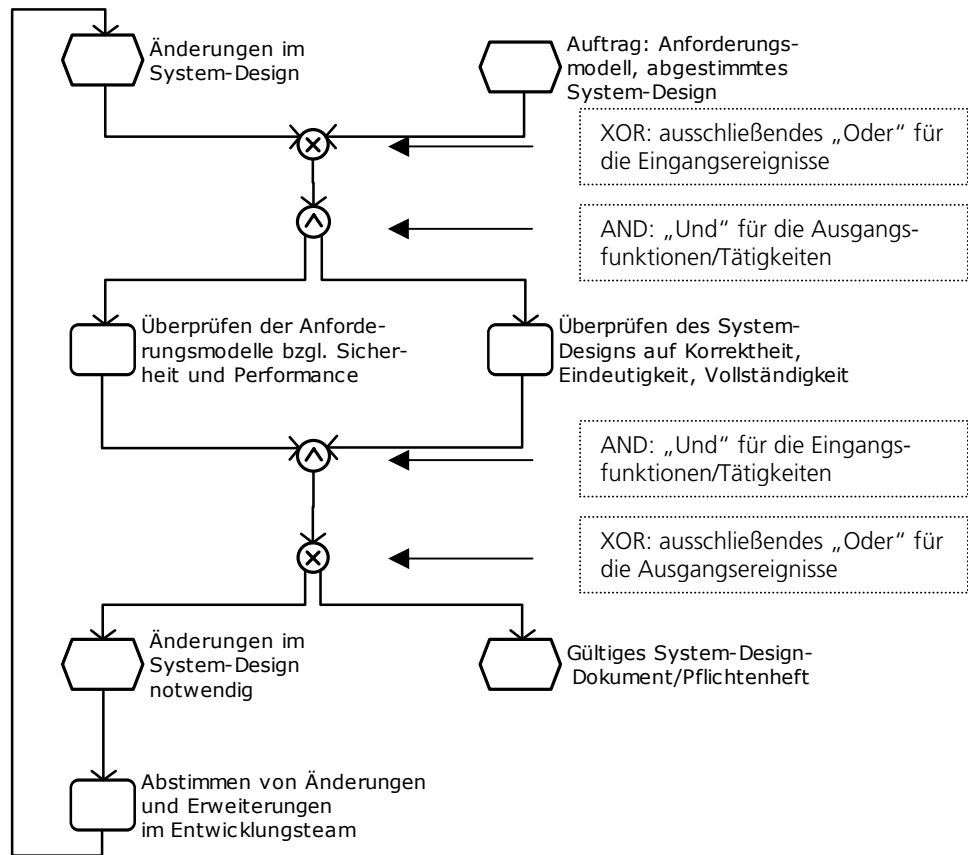 Änderungen im
System-Design
Auftrag: Anforderungs-
modell, abgestimmtes
System-Design
XOR: ausschließendes „Oder“ für
die Eingangsereignisse
AND: „Und“ für die Ausgangs-
funktionen/Tätigkeiten
Überprüfen der Anforde-
rungsmodelle bzgl. Sicher-
heit und Performance
Überprüfen des System-
Designs auf Korrektheit,
Eindeutigkeit, Vollständigkeit
AND: „Und“ für die Eingangs-
funktionen/Tätigkeiten
XOR: ausschließendes „Oder“ für
die Ausgangsereignisse
Änderungen im
System-Design
notwendig
Gültiges System-Design-
Dokument/Pflichtenheft
Abstimmen von Änderungen
und Erweiterungen
im Entwicklungsteam